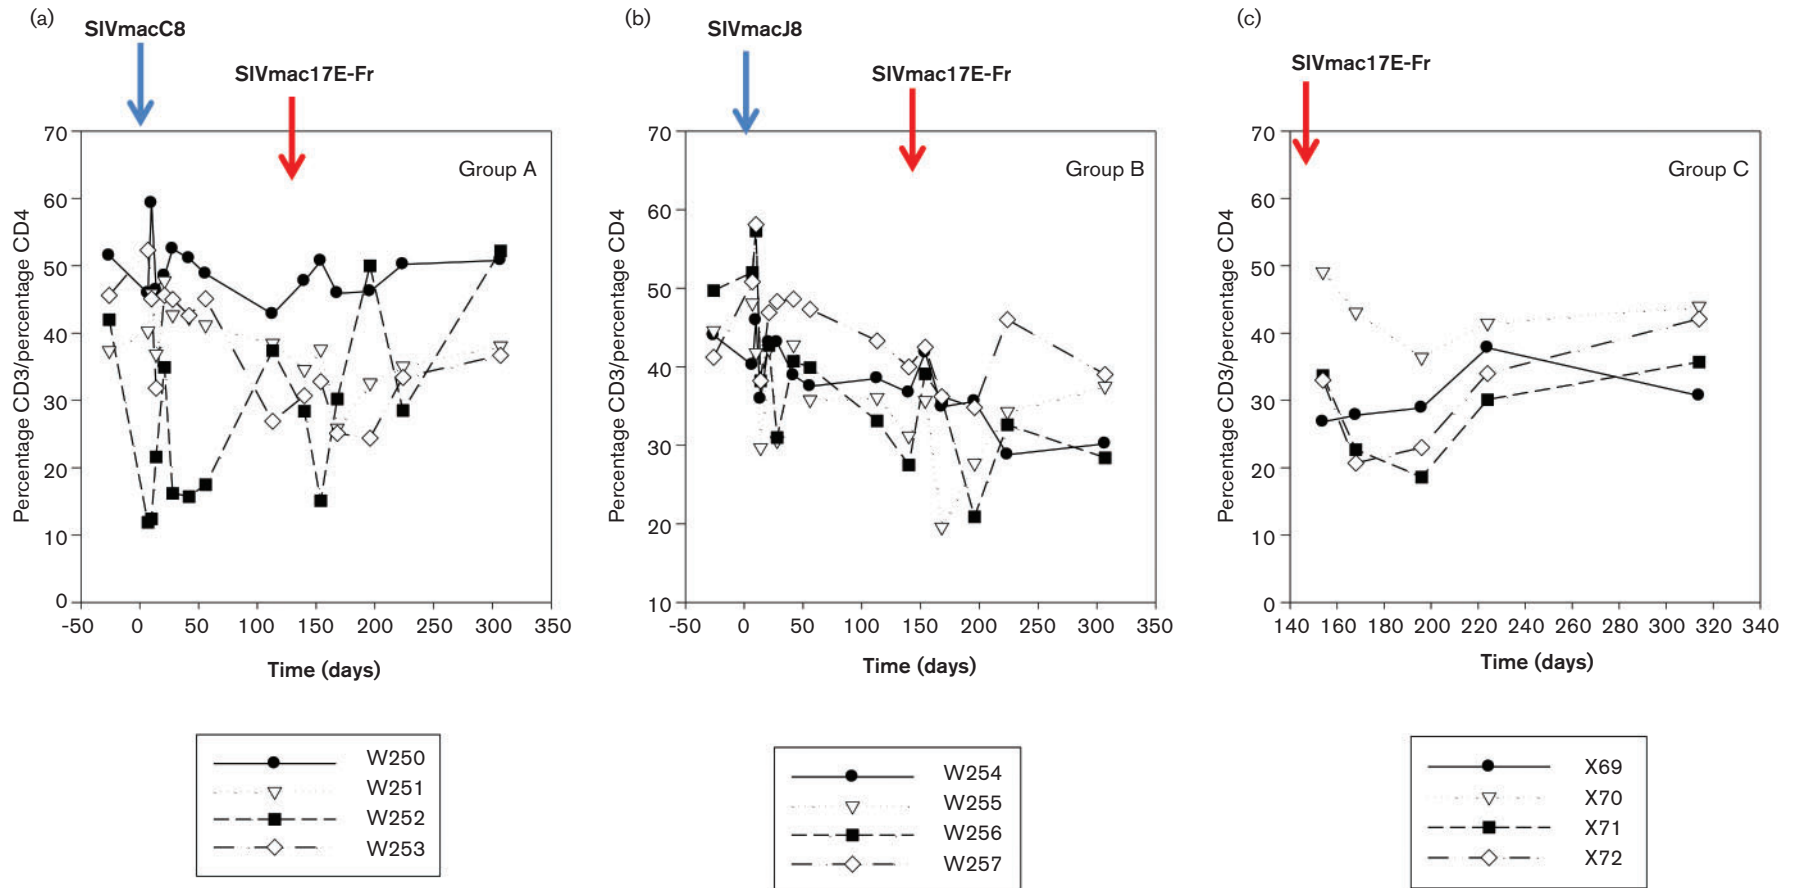 (a)
SIVmacC8
SIVmac17E-Fr
Group A
Percentage CD3/percentage CD4
70
60
50
40
30
20
10
0
-50 0 50 100 150 200 250 300 350
Time (days)
W250
W251
W252
W253
(b)
SIVmacJ8
SIVmac17E-Fr
Group B
Percentage CD3/percentage CD4
70
60
50
40
30
20
10
-50 0 50 100 150 200 250 300 350
Time (days)
W254
W255
W256
W257
(c)
SIVmac17E-Fr
Group C
Percentage CD3/percentage CD4
70
60
50
40
30
20
10
0
140 160 180 200 220 240 260 280 300 320 340
Time (days)
X69
X70
X71
X72